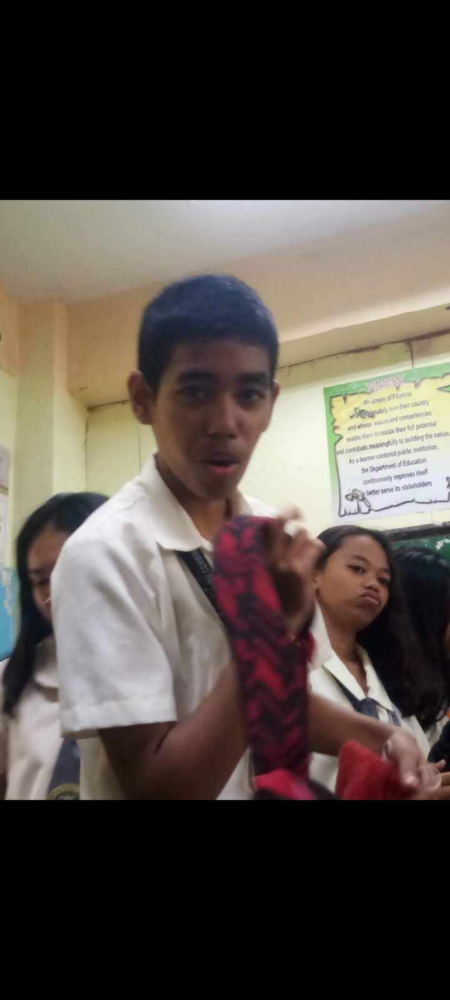 VISION
We dream of Filipinos
who passionately love their country
and whose values and competencies
enable them to realize their full potential
and contribute meaningfully to building the nation.
As a learner-centered public institution,
the Department of Education
continuously improves itself
to better serve its stakeholders